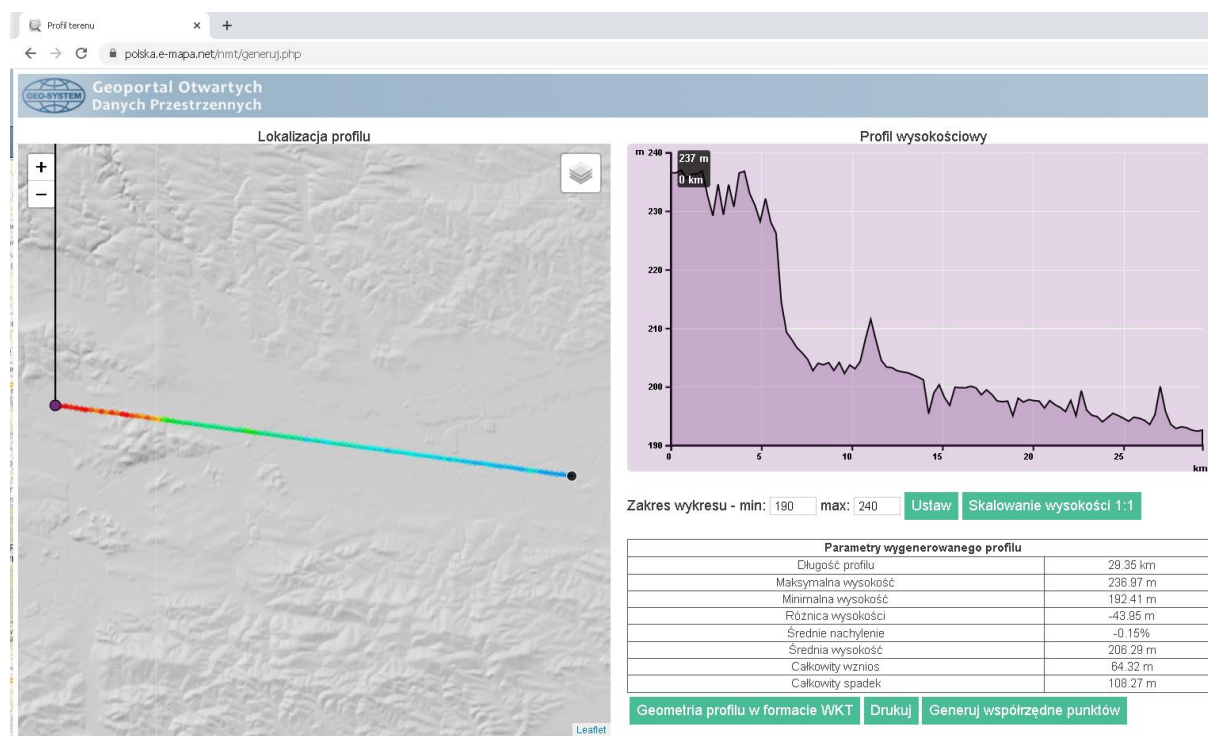 Profil terenu × +
polska.e-mapa.net/nmt/generuj.php
GEO-SYSTEM
Geoportal Otwartych
Danych Przestrzennych
Lokalizacja profilu
+
−
Leaflet
Profil wysokościowy
m 240
237 m
0 km
230
220
210
200
190
0 5 10 15 20 25
km
Zakres wykresu - min: 190 max: 240 Ustaw Skalowanie wysokości 1:1
Parametry wygenerowanego profilu
Długość profilu 29.35 km
Maksymalna wysokość 236.97 m
Minimalna wysokość 192.41 m
Różnica wysokości -43.95 m
Średnie nachylenie -0.15%
Średnia wysokość 206.29 m
Całkowity wznios 64.32 m
Całkowity spadek 108.27 m
Geometria profilu w formacie WKT Drukuj Generuj współrzędne punktów